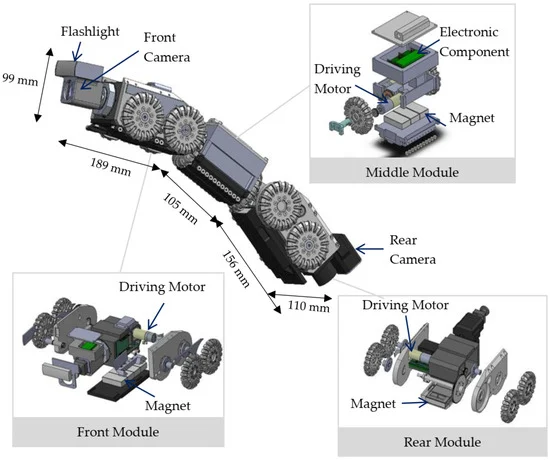 Flashlight
Front
Camera
99 mm
189 mm
105 mm
156 mm
110 mm
Rear
Camera
Electronic
Component
Driving
Motor
Magnet
Middle Module
Driving Motor
Magnet
Front Module
Driving Motor
Magnet
Rear Module